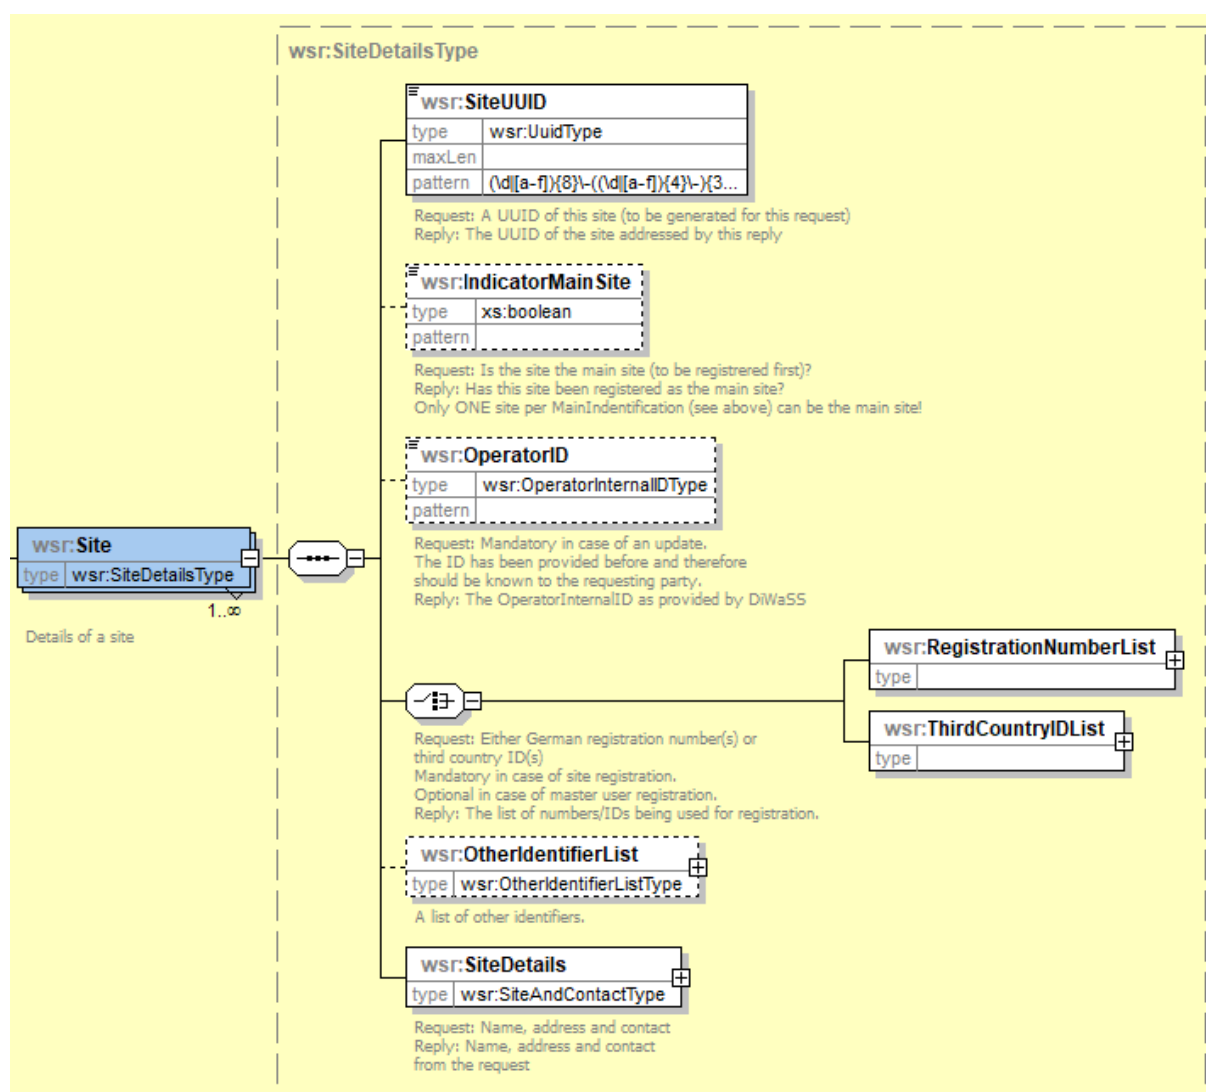 wsr:SiteDetailsType
wsr:SiteUUID
type wsr:UuidType
maxLen
pattern (\d|[a-f]){8}\-((\d|[a-f]){4}\-){3...
Request: A UUID of this site (to be generated for this request)
Reply: The UUID of the site addressed by this reply
wsr:IndicatorMainSite
type xs:boolean
pattern
Request: Is the site the main site (to be registrered first)?
Reply: Has this site been registered as the main site?
Only ONE site per MainIndentification (see above) can be the main site!
wsr:OperatorID
type wsr:OperatorInternalIDType
pattern
Request: Mandatory in case of an update.
The ID has been provided before and therefore
should be known to the requesting party.
Reply: The OperatorInternalID as provided by DiWaSS
wsr:Site
type wsr:SiteDetailsType
1..∞
Details of a site
wsr:RegistrationNumberList
type
wsr:ThirdCountryIDList
type
Request: Either German registration number(s) or
third country ID(s)
Mandatory in case of site registration.
Optional in case of master user registration.
Reply: The list of numbers/IDs being used for registration.
wsr:OtherIdentifierList
type wsr:OtherIdentifierListType
A list of other identifiers.
wsr:SiteDetails
type wsr:SiteAndContactType
Request: Name, address and contact
Reply: Name, address and contact
from the request